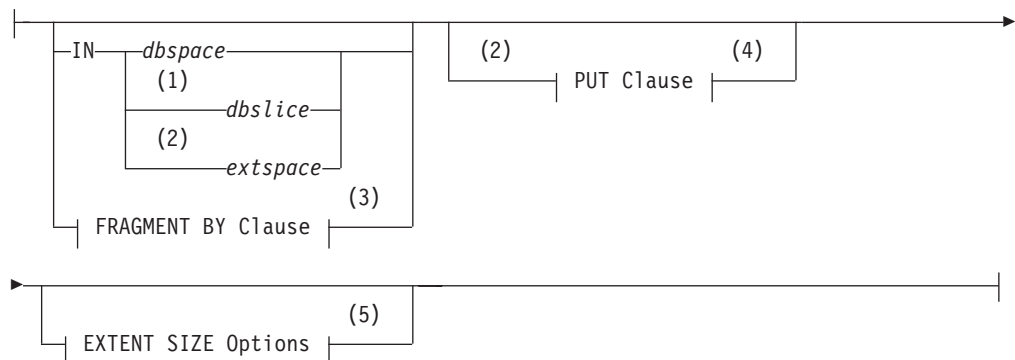 IN dbspace
(2) (4)
(1)
PUT Clause
dbslice
(2)
extspace
(3)
FRAGMENT BY Clause
(5)
EXTENT SIZE Options